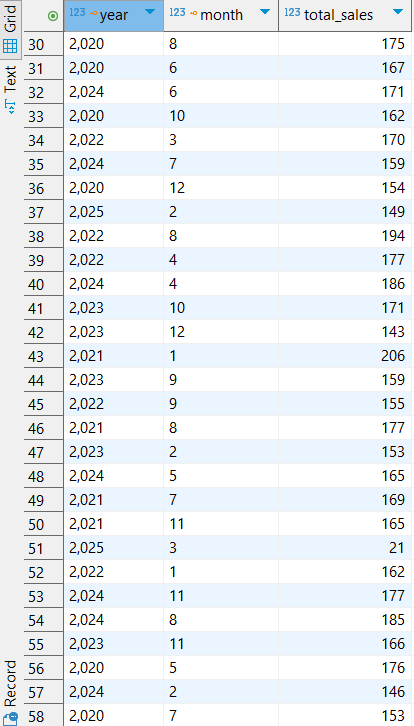 Grid
Text
Record
123 year 123 month 123 total_sales
30 2,020 8 175
31 2,020 6 167
32 2,024 6 171
33 2,020 10 162
34 2,022 3 170
35 2,024 7 159
36 2,020 12 154
37 2,025 2 149
38 2,022 8 194
39 2,022 4 177
40 2,024 4 186
41 2,023 10 171
42 2,023 12 143
43 2,021 1 206
44 2,023 9 159
45 2,022 9 155
46 2,021 8 177
47 2,023 2 153
48 2,024 5 165
49 2,021 7 169
50 2,021 11 165
51 2,025 3 21
52 2,022 1 162
53 2,024 11 177
54 2,024 8 185
55 2,023 11 166
56 2,020 5 176
57 2,024 2 146
58 2,020 7 153